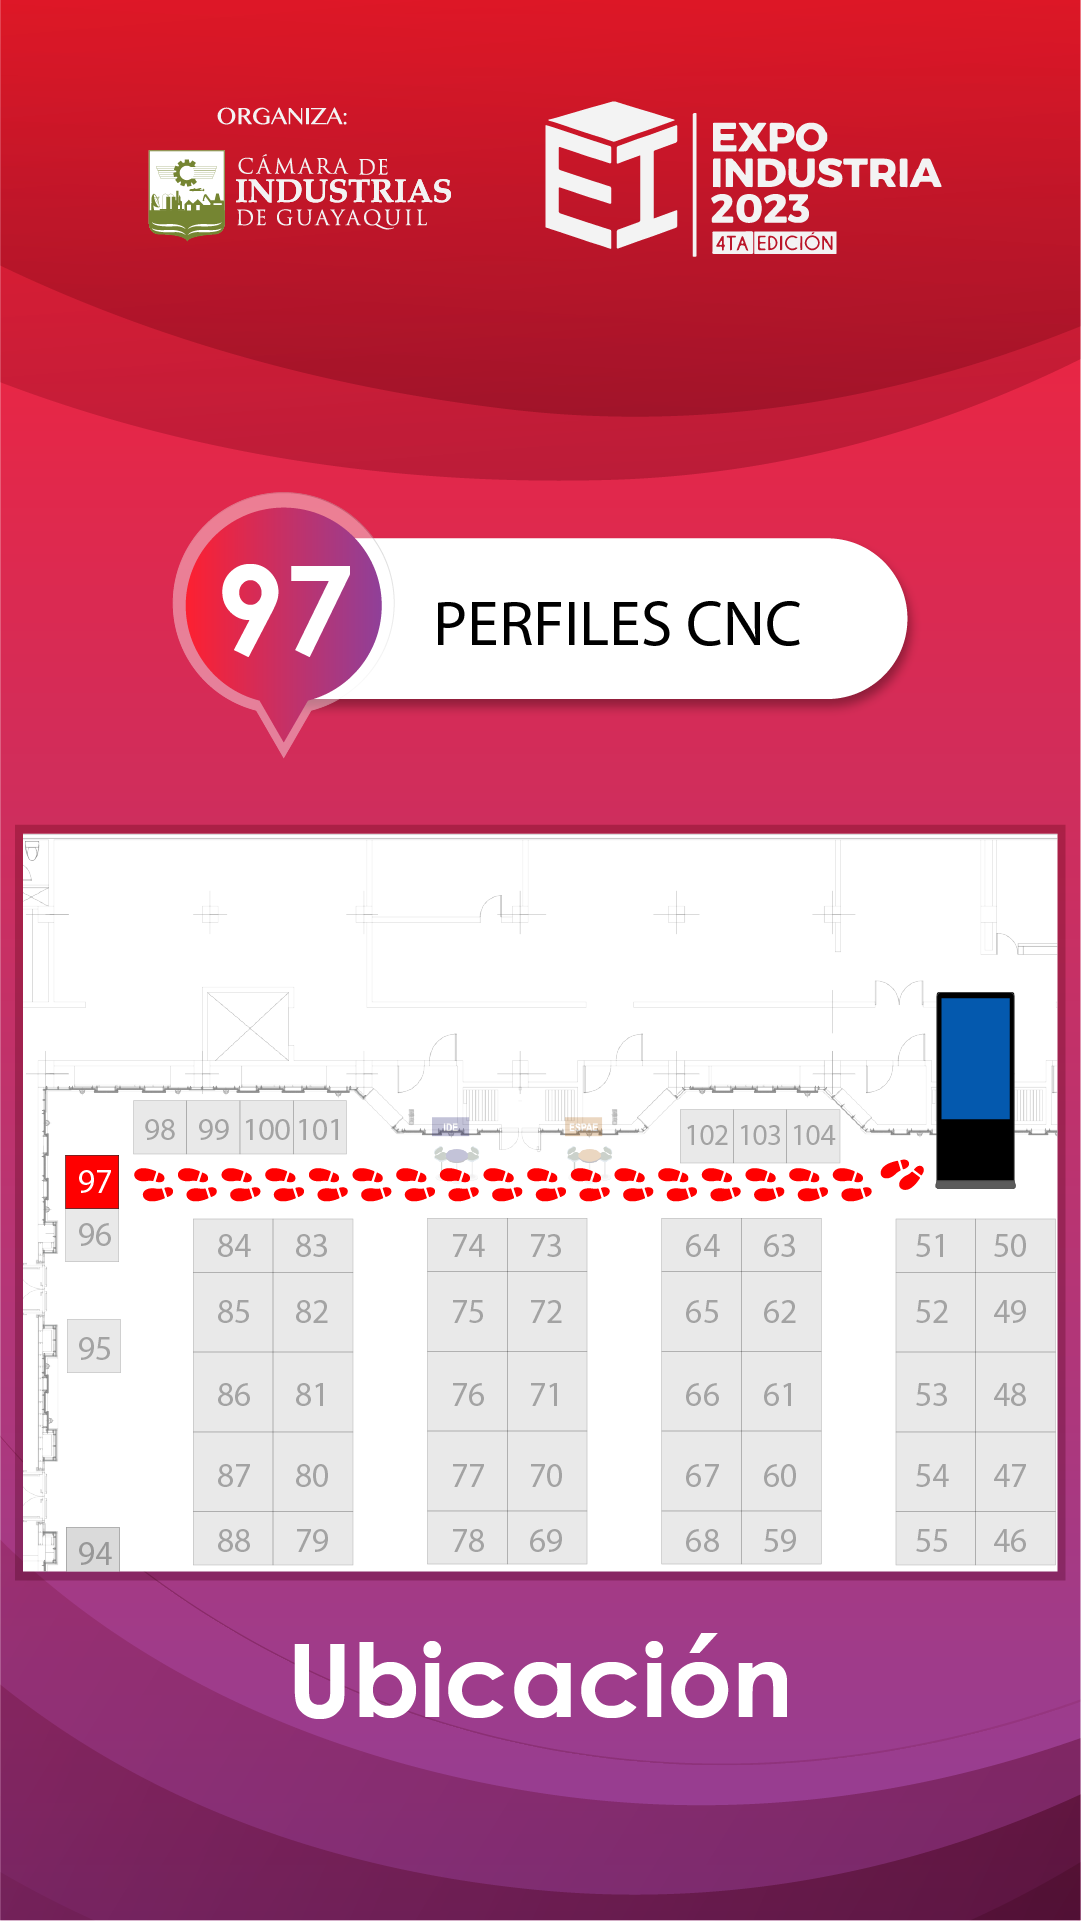 ORGANIZA:
CÁMARA DE
INDUSTRIAS
DE GUAYAQUIL
EI
EXPO
INDUSTRIA
2023
4TA EDICIÓN
97
PERFILES CNC
98 99 100 101
IDE
ESPAE
102 103 104
97
96
95
94
84 83
85 82
86 81
87 80
88 79
74 73
75 72
76 71
77 70
78 69
64 63
65 62
66 61
67 60
68 59
51 50
52 49
53 48
54 47
55 46
Ubicación